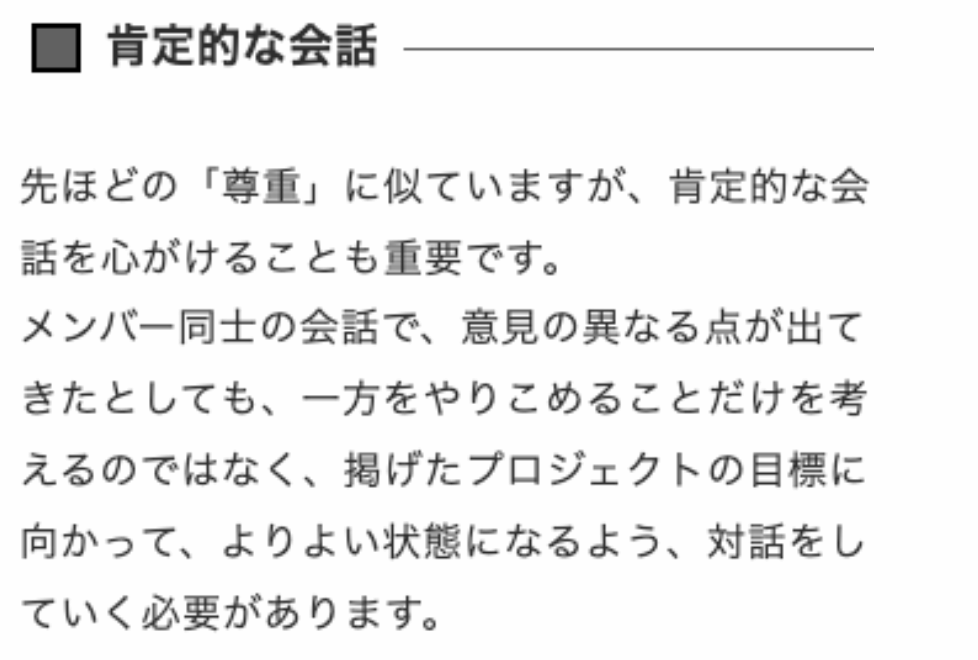 肯定的な会話
先ほどの「尊重」に似ていますが、肯定的な会
話を心がけることも重要です。
メンバー同士の会話で、意見の異なる点が出て
きたとしても、一方をやりこめることだけを考
えるのではなく、掲げたプロジェクトの目標に
向かって、よりよい状態になるよう、対話をし
ていく必要があります。